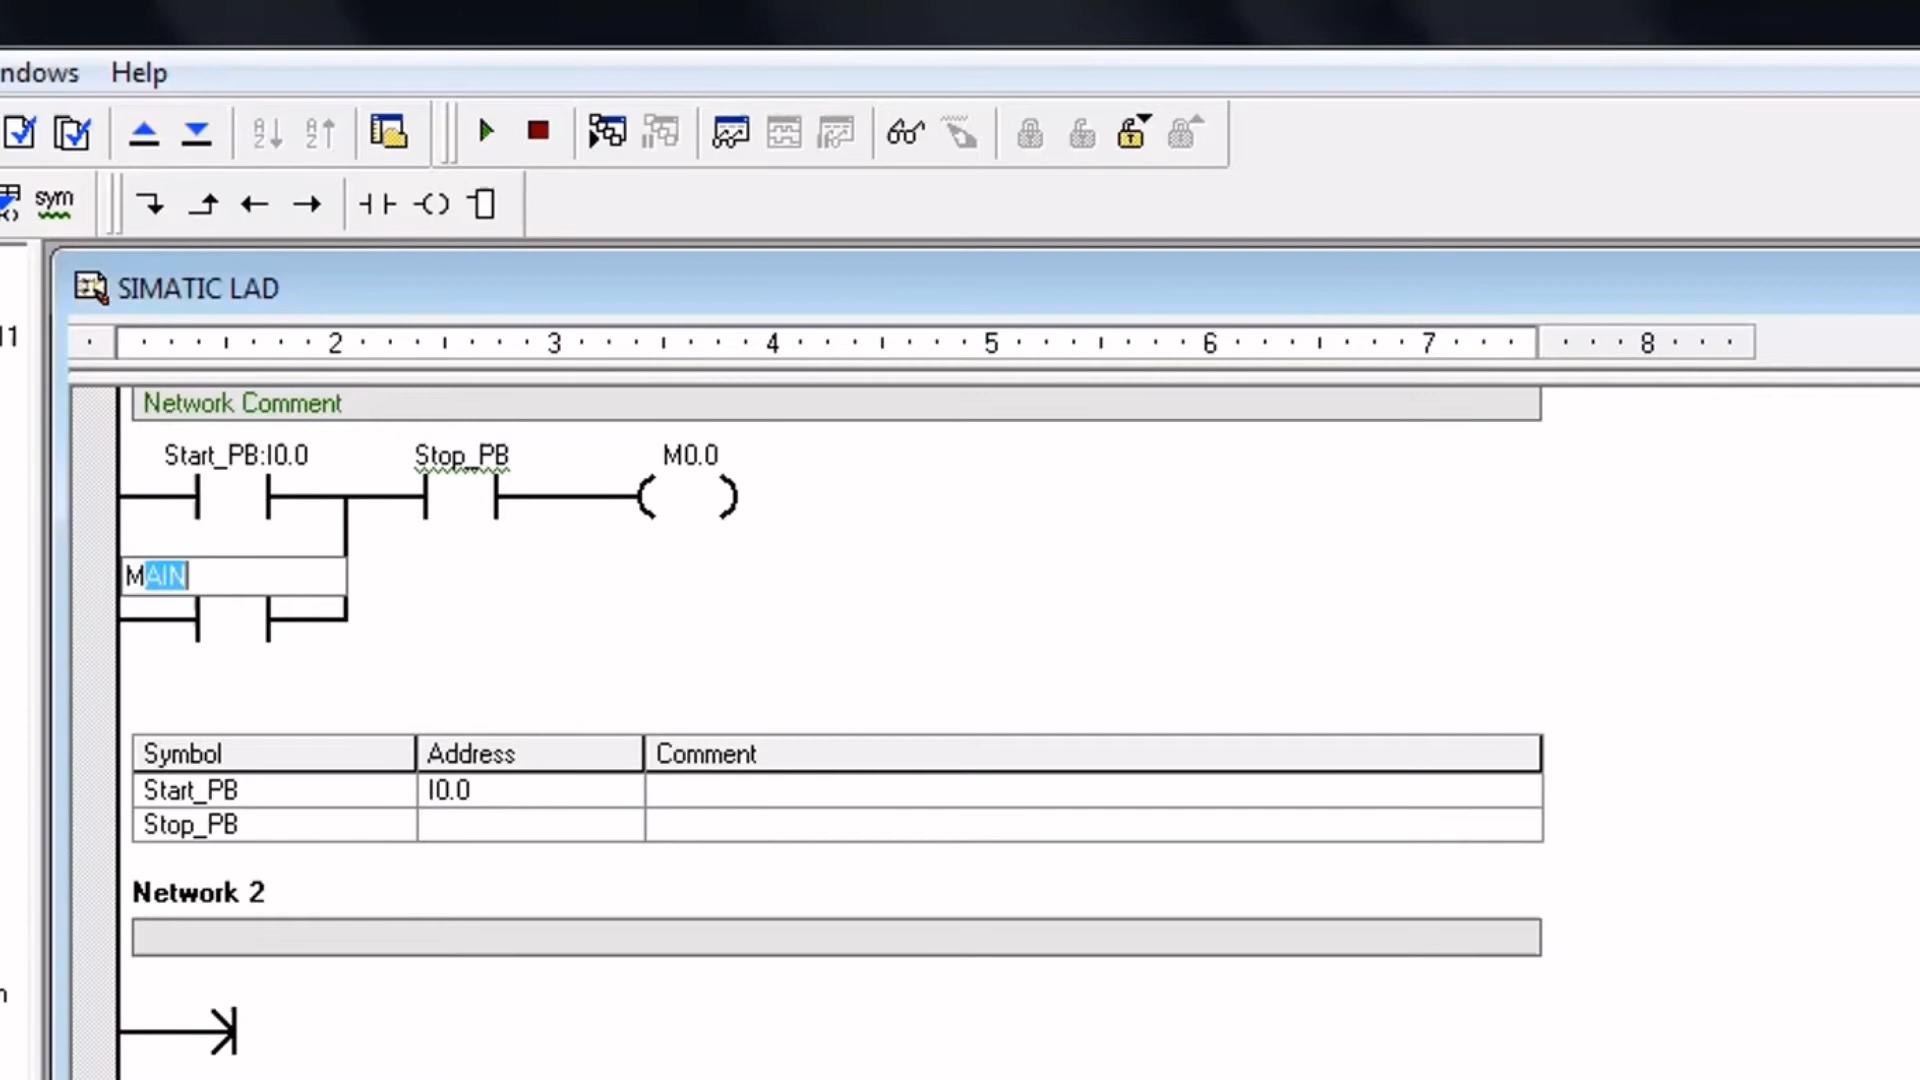 ndows Help
sym
SIMATIC LAD
11
2 3 4 5 6 7 8
Network Comment
Start_PB:I0.0 Stop_PB M0.0
MAIN
Symbol Address Comment
Start_PB I0.0
Stop_PB
Network 2
n